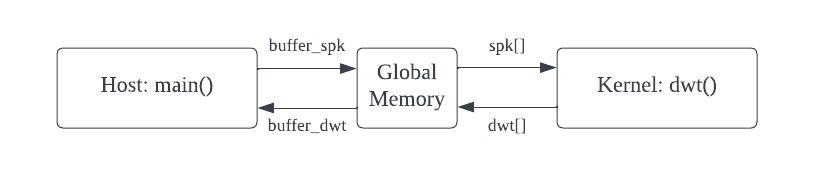 buffer_spk
spk[]
Host: main()
Global
Memory
Kernel: dwt()
buffer_dwt
dwt[]